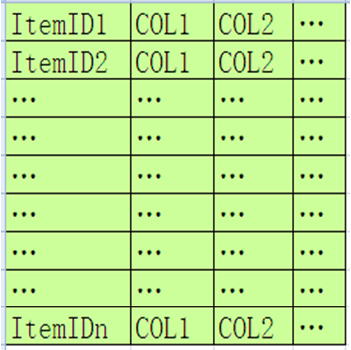 ItemID1 COL1 COL2 …
ItemID2 COL1 COL2 …
… … … …
… … … …
… … … …
… … … …
… … … …
… … … …
ItemIDn COL1 COL2 …